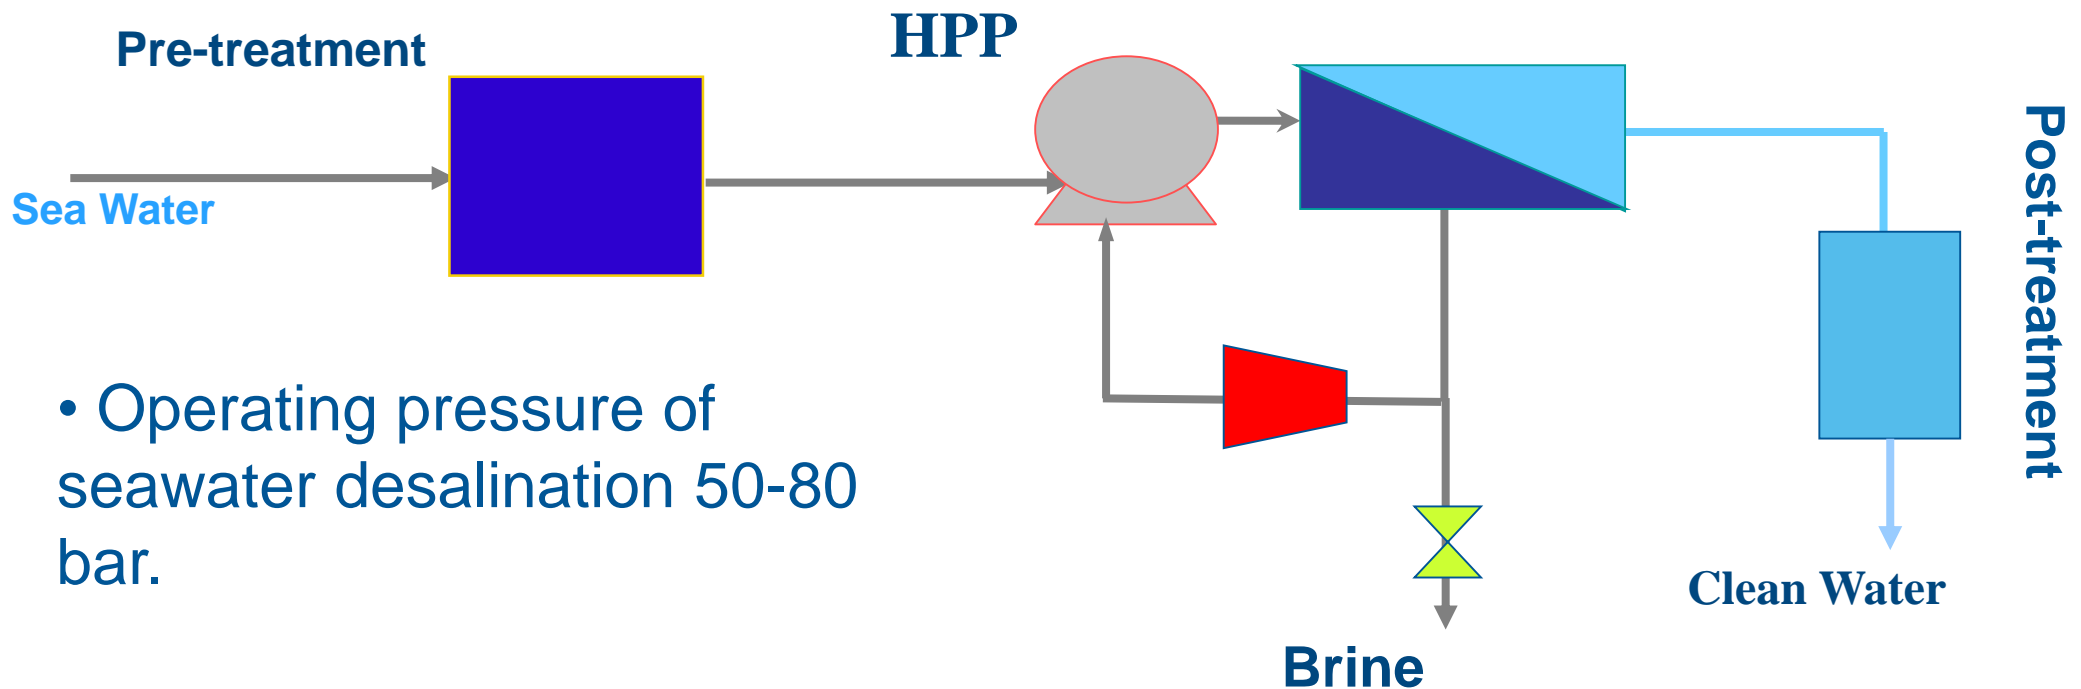 Pre-treatment
HPP
Sea Water
Post-treatment
• Operating pressure of
seawater desalination 50-80
bar.
Clean Water
Brine